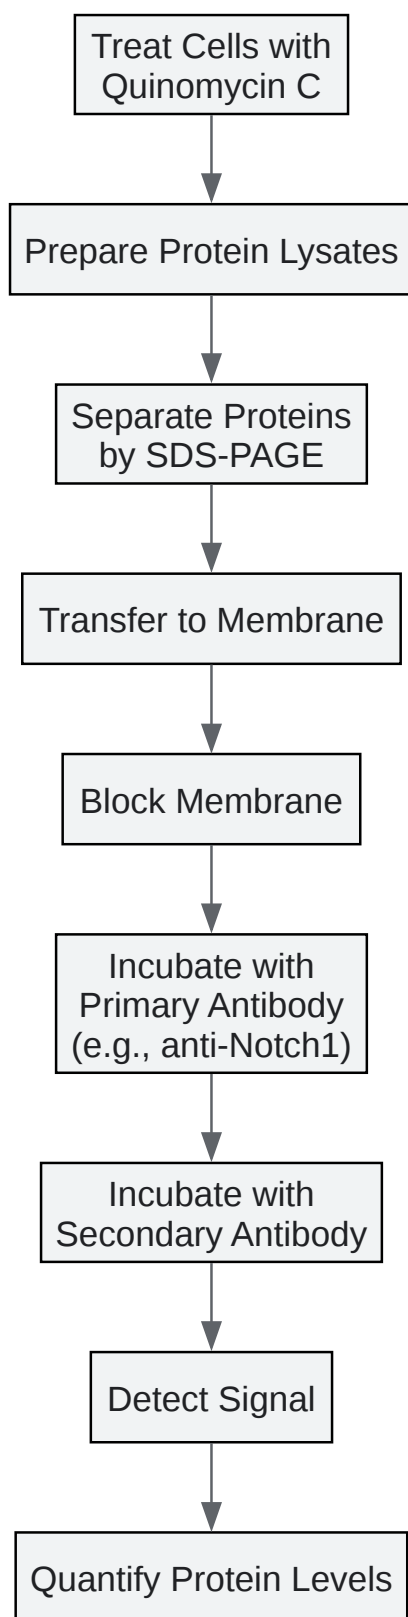 Treat Cells with
Quinomycin C
Prepare Protein Lysates
Separate Proteins
by SDS-PAGE
Transfer to Membrane
Block Membrane
Incubate with
Primary Antibody
(e.g., anti-Notch1)
Incubate with
Secondary Antibody
Detect Signal
Quantify Protein Levels